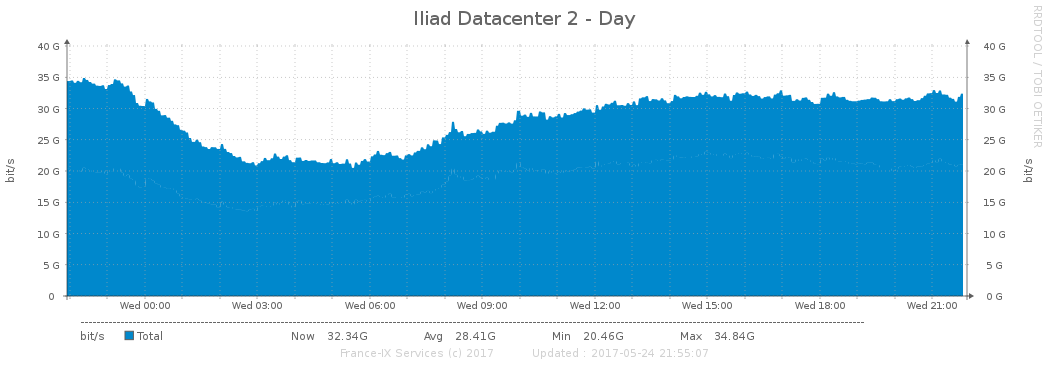 Iliad Datacenter 2 - Day
RRDTOOL / TOBI OETIKER
40 G 40 G
35 G 35 G
30 G 30 G
25 G 25 G
20 G 20 G
15 G 15 G
10 G 10 G
5 G 5 G
0 0 G
bit/s bit/s
Wed 00:00 Wed 03:00 Wed 06:00 Wed 09:00 Wed 12:00 Wed 15:00 Wed 18:00 Wed 21:00
bit/s Total Now 32.34G Avg 28.41G Min 20.46G Max 34.84G
France-IX Services (c) 2017 Updated : 2017-05-24 21:55:07